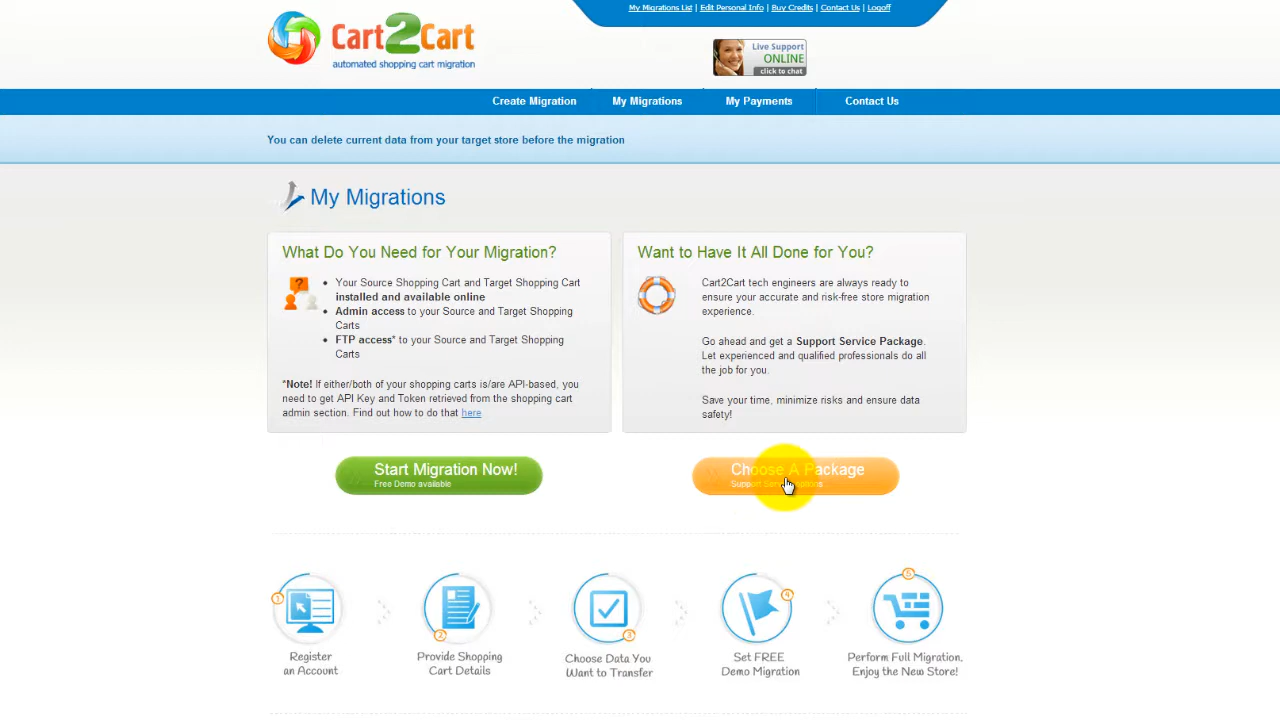 My Migrations List | Edit Personal Info | Buy Credits | Contact Us | Logoff
Cart2Cart
automated shopping cart migration
Live Support
ONLINE
click to chat
Create Migration
My Migrations
My Payments
Contact Us
You can delete current data from your target store before the migration
My Migrations
What Do You Need for Your Migration?
Your Source Shopping Cart and Target Shopping Cart
installed and available online
Admin access to your Source and Target Shopping
Carts
FTP access* to your Source and Target Shopping
Carts
*Note! If either/both of your shopping carts is/are API-based, you
need to get API Key and Token retrieved from the shopping cart
admin section. Find out how to do that here
Want to Have It All Done for You?
Cart2Cart tech engineers are always ready to
ensure your accurate and risk-free store migration
experience.
Go ahead and get a Support Service Package.
Let experienced and qualified professionals do all
the job for you.
Save your time, minimize risks and ensure data
safety!
Start Migration Now!
Free Demo available
Choose A Package
Support
1
Register
an Account
2
Provide Shopping
Cart Details
3
Choose Data You
Want to Transfer
4
Set FREE
Demo Migration
5
Perform Full Migration.
Enjoy the New Store!